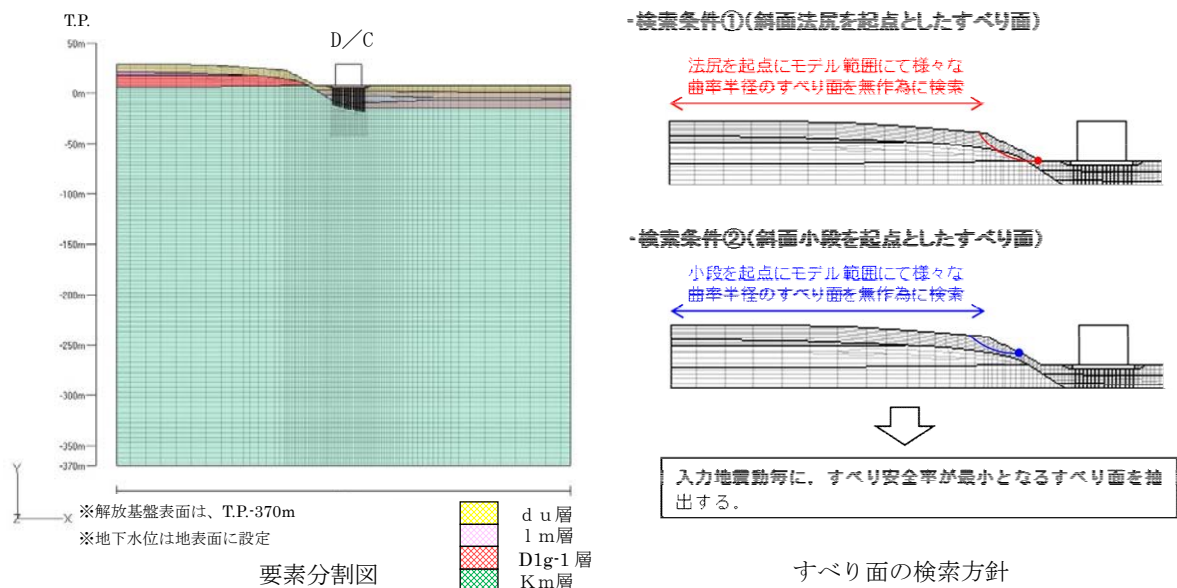 T.P.
50m
0m
-50m
-100m
-150m
-200m
-250m
-300m
-350m
-370m
D／C
Y
Z
X
※解放基盤表面は、T.P.-370m
※地下水位は地表面に設定
ｄｕ層
ｌｍ層
D1g-1 層
Ｋｍ層
要素分割図
・検索条件①(斜面法尻を起点としたすべり面)
法尻を起点にモデル範囲にて様々な
曲率半径のすべり面を無作為に検索
・検索条件②(斜面小段を起点としたすべり面)
小段を起点にモデル範囲にて様々な
曲率半径のすべり面を無作為に検索
入力地震動毎に，すべり安全率が最小となるすべり面を抽
出する。
すべり面の検索方針